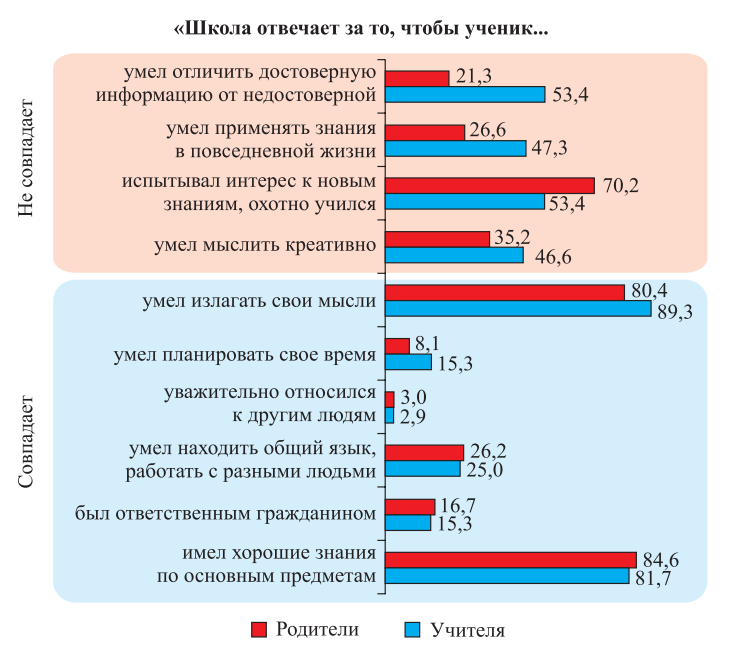 «Школа отвечает за то, чтобы ученик...
Не совпадает
умел отличить достоверную
информацию от недостоверной
21,3
53,4
умел применять знания
в повседневной жизни
26,6
47,3
испытывал интерес к новым
знаниям, охотно учился
70,2
53,4
умел мыслить креативно
35,2
46,6
Совпадает
умел излагать свои мысли
80,4
89,3
умел планировать свое время
8,1
15,3
уважительно относился
к другим людям
3,0
2,9
умел находить общий язык,
работать с разными людьми
26,2
25,0
был ответственным гражданином
16,7
15,3
имел хорошие знания
по основным предметам
84,6
81,7
Родители
Учителя